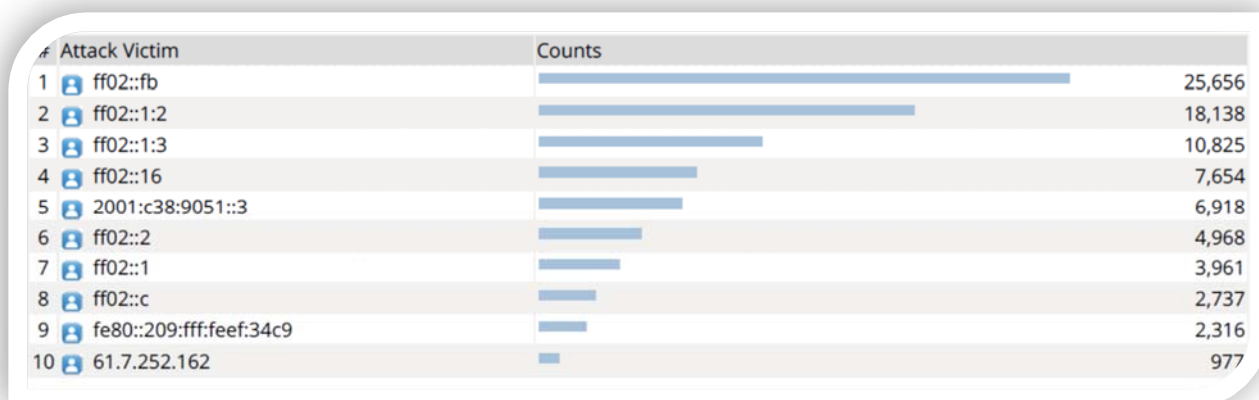 # Attack Victim Counts
1 ff02::fb 25,656
2 ff02::1:2 18,138
3 ff02::1:3 10,825
4 ff02::16 7,654
5 2001:c38:9051::3 6,918
6 ff02::2 4,968
7 ff02::1 3,961
8 ff02::c 2,737
9 fe80::209:fff:feef:34c9 2,316
10 61.7.252.162 977